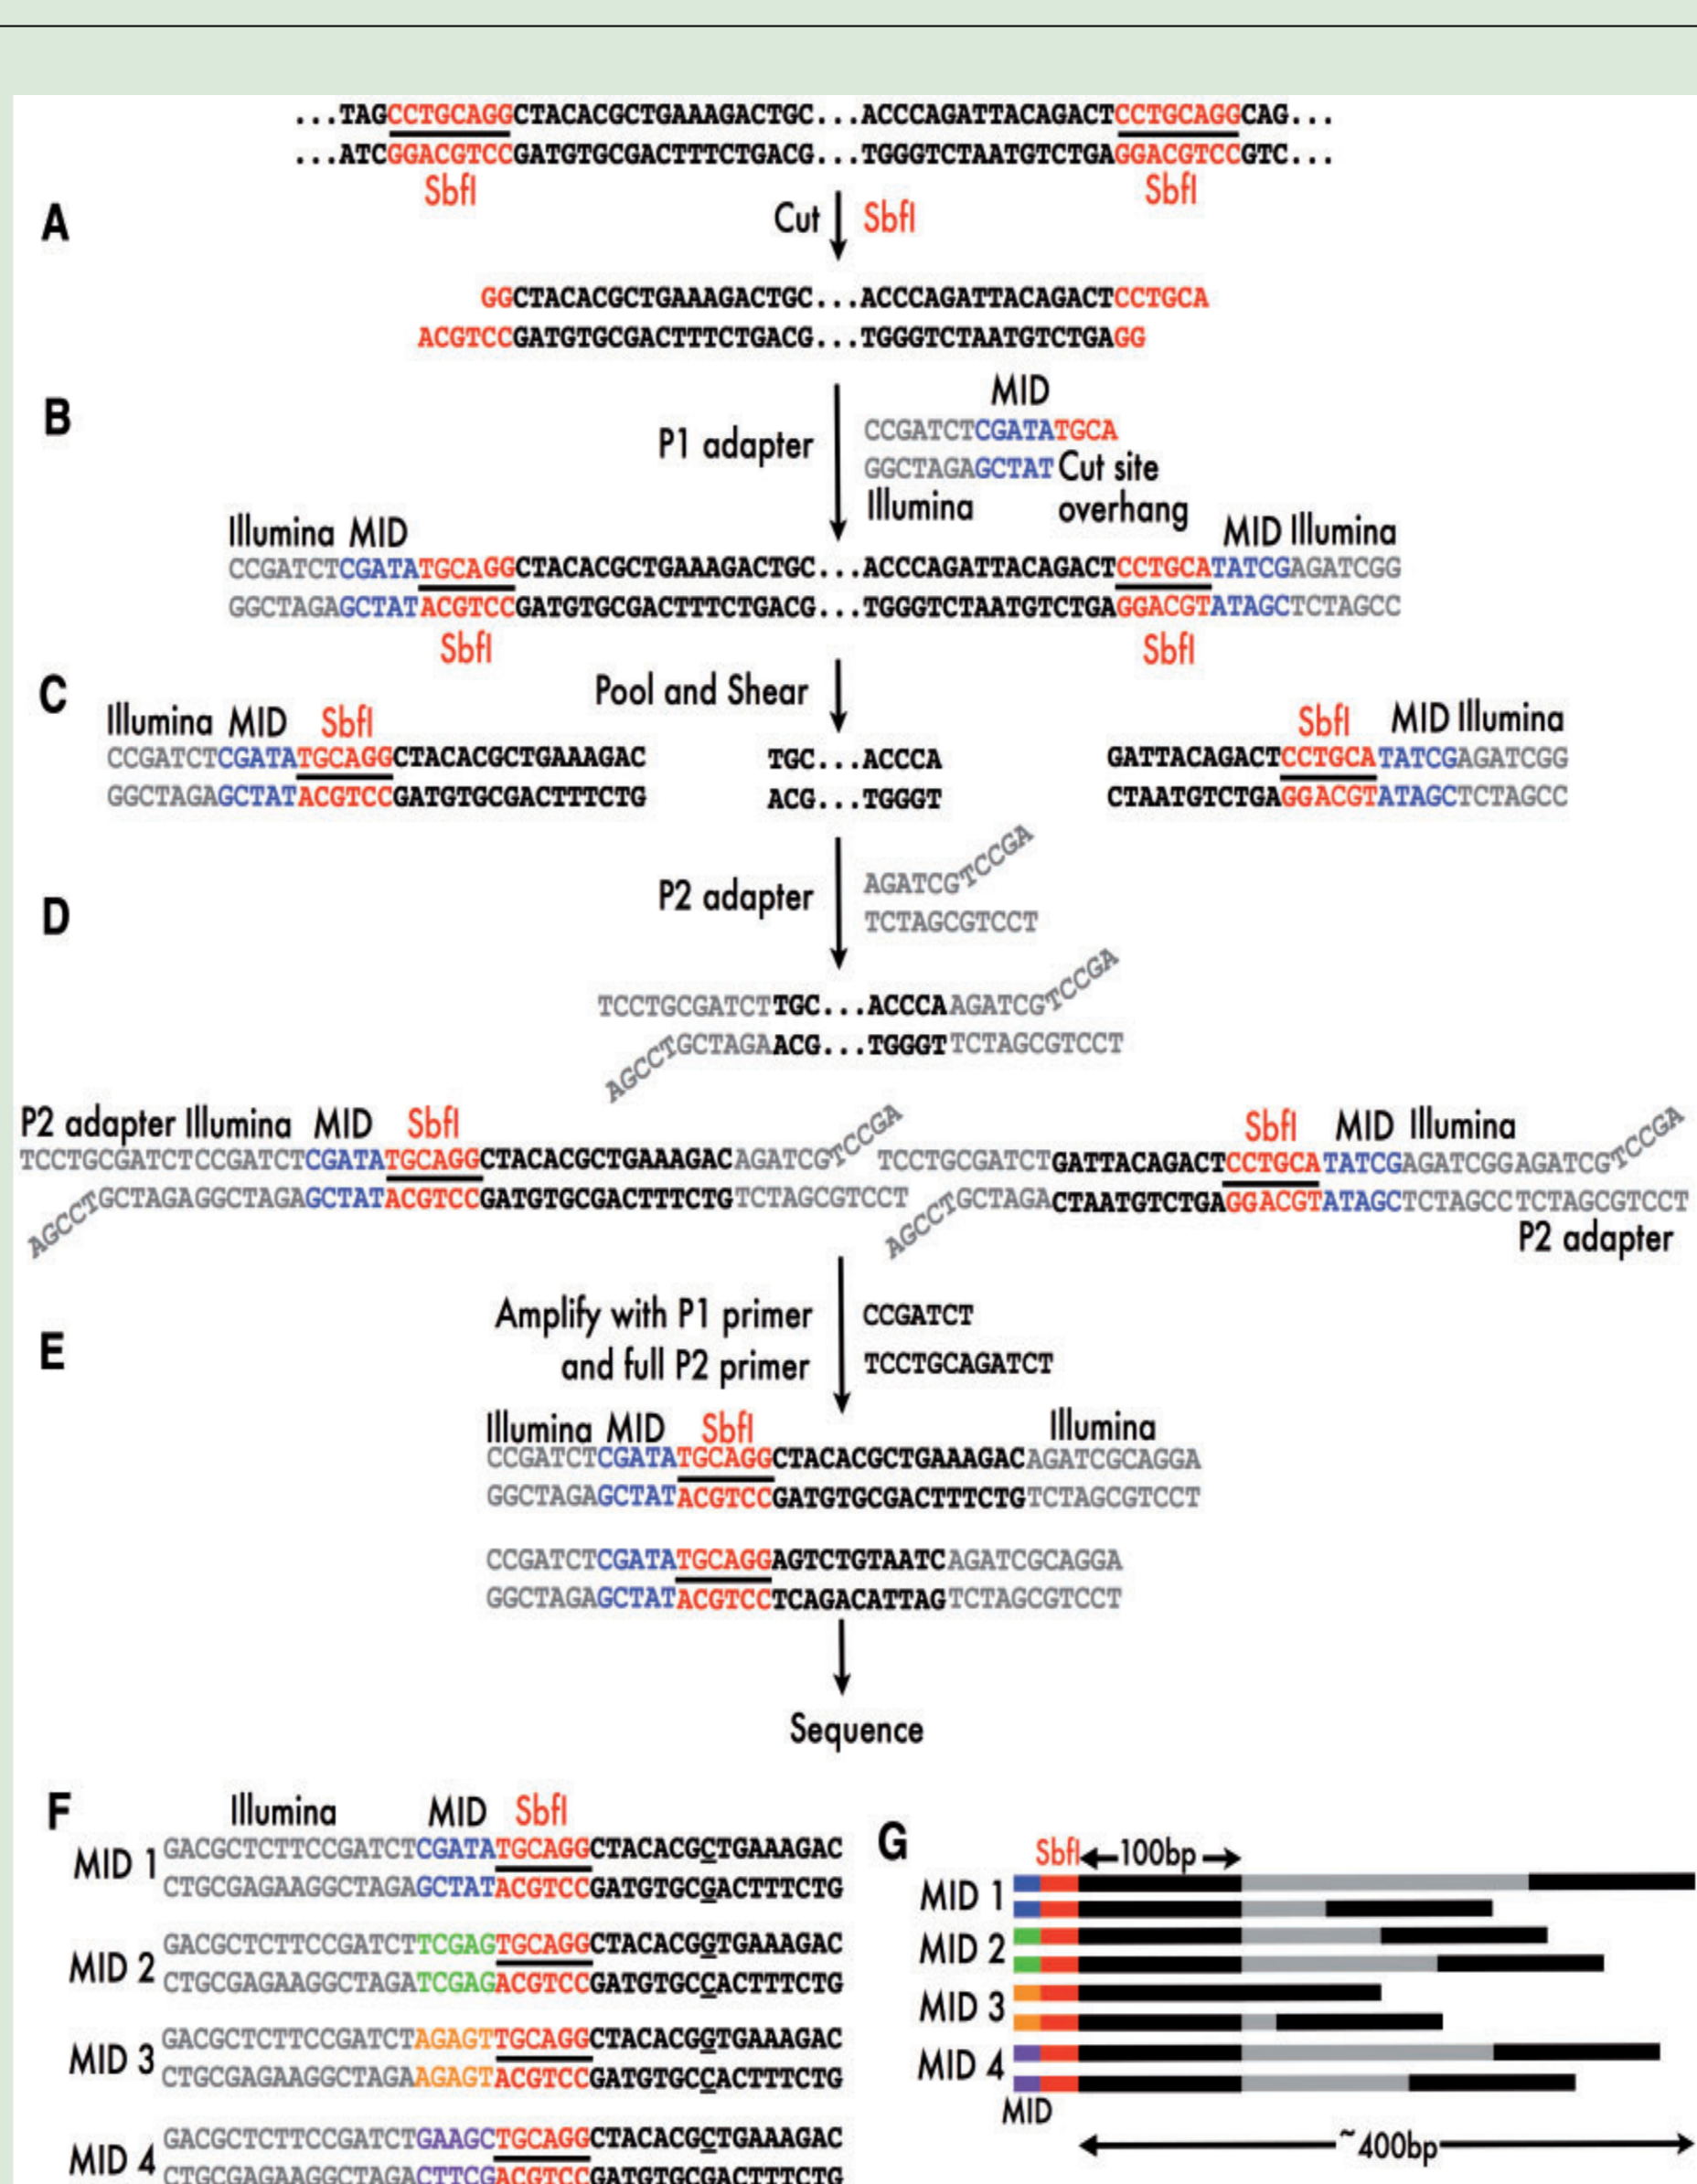 ...TAGCCTGCAGGCTACACGCTGAAAGACTGC...ACCCAGATTACAGACTCCTGCAGGCAG...
...ATCGGACGTCCGATGTGCGACTTTCTGACG...TGGGTCTAATGTCTGAGGACGTCCGTC...
SbfI SbfI
A Cut SbfI
GGCTACACGCTGAAAGACTGC...ACCCAGATTACAGACTCCTGCA
ACGTCCGATGTGCGACTTTCTGACG...TGGGTCTAATGTCTGAGG
MID
B
P1 adapter CCGATCTCGATATGCA
GGCTAGAGCTAT Cut site
Illumina overhang
Illumina MID MID Illumina
CCGATCTCGATATGCAGGCTACACGCTGAAAGACTGC...ACCCAGATTACAGACTCCTGCATATCGAGATCGG
GGCTAGAGCTATACGTCCGATGTGCGACTTTCTGACG...TGGGTCTAATGTCTGAGGACGTATAGCTCTAGCC
SbfI SbfI
C Pool and Shear
Illumina MID SbfI SbfI MID Illumina
CCGATCTCGATATGCAGGCTACACGCTGAAAGAC TGC...ACCCA GATTACAGACTCCTGCATATCGAGATCGG
GGCTAGAGCTATACGTCCGATGTGCGACTTTCTG ACG...TGGGT CTAATGTCTGAGGACGTATAGCTCTAGCC
P2 adapter AGATCGTCCGA
TCTAGCGTCCT
D
TCCTGCGATCTTGC...ACCCAAGATCGTCCGA
AGCCTGCTAGAACG...TGGGTTCTAGCGTCCT
P2 adapter Illumina MID SbfI SbfI MID Illumina
TCCTGCGATCTCCGATCTCGATATGCAGGCTACACGCTGAAAGACAGATCGTCCGA TCCTGCGATCTGATTACAGACTCCTGCATATCGAGATCGGAGATCGTCCGA
AGCCTGCTAGAGGCTAGAGCTATACGTCCGATGTGCGACTTTCTGTCTAGCGTCCT AGCCTGCTAGACTAATGTCTGAGGACGTATAGCTCTAGCCTCTAGCGTCCT
P2 adapter
E Amplify with P1 primer CCGATCT
and full P2 primer TCCTGCAGATCT
Illumina MID SbfI Illumina
CCGATCTCGATATGCAGGCTACACGCTGAAAGACAGATCGCAGGA
GGCTAGAGCTATACGTCCGATGTGCGACTTTCTGTCTAGCGTCCT
CCGATCTCGATATGCAGGAGTCTGTAATCAGATCGCAGGA
GGCTAGAGCTATACGTCCTCAGACATTAGTCTAGCGTCCT
Sequence
F Illumina MID SbfI
MID 1 GACGCTCTTCCGATCTCGATATGCAGGCTACACGCTGAAAGAC
CTGCGAGAAGGCTAGAGCTATACGTCCGATGTGCGACTTTCTG
MID 2 GACGCTCTTCCGATCTTCGAGTGCAGGCTACACGGTGAAAGAC
CTGCGAGAAGGCTAGATCGAGACGTCCGATGTGCCACTTTCTG
MID 3 GACGCTCTTCCGATCTAGAGTTGCAGGCTACACGGTGAAAGAC
CTGCGAGAAGGCTAGAAGAGTACGTCCGATGTGCCACTTTCTG
MID 4 GACGCTCTTCCGATCTGAAGCTGCAGGCTACACGCTGAAAGAC
CTGCGAGAAGGCTAGACTTCGACGTCCGATGTGCGACTTTCTG
G SbfI 100bp
MID 1
MID 2
MID 3
MID 4
MID
~400bp